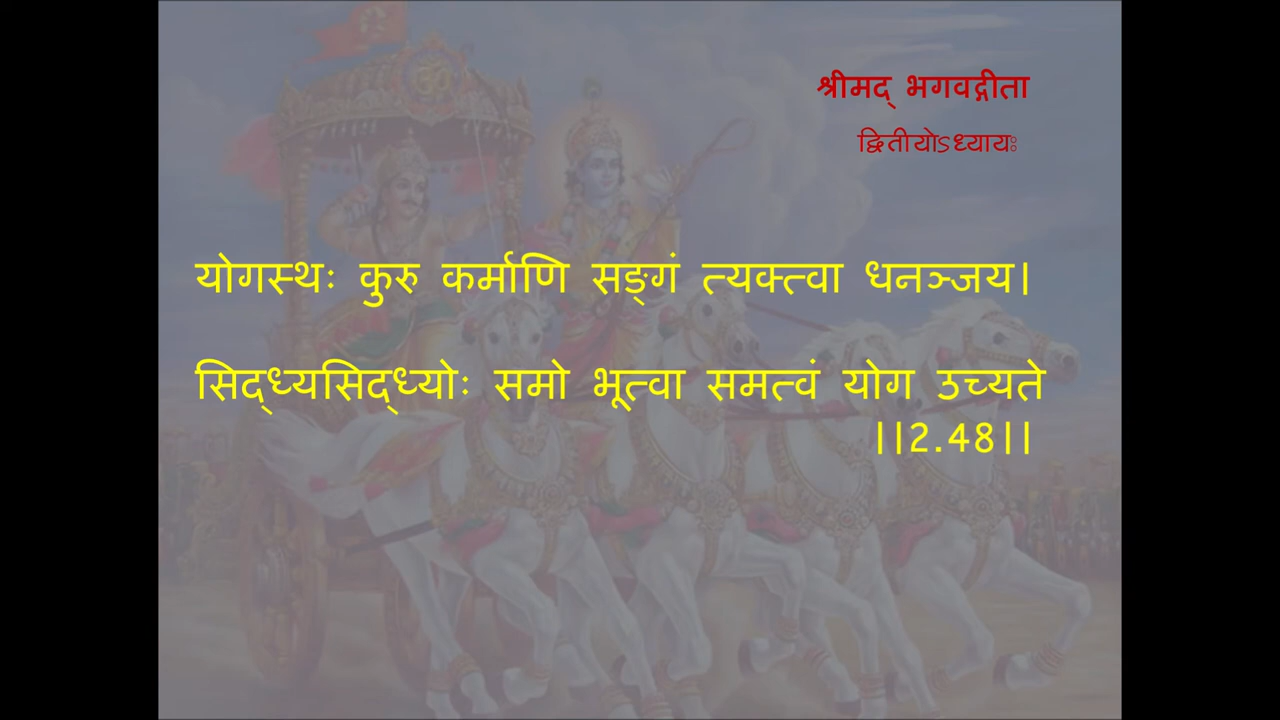 श्रीमद् भगवद्गीता
द्वितीयोऽध्यायः
योगस्थः कुरु कर्माणि सङ्गं त्यक्त्वा धनञ्जय|
सिद्ध्यसिद्ध्योः समो भूत्वा समत्वं योग उच्यते
||2.48||